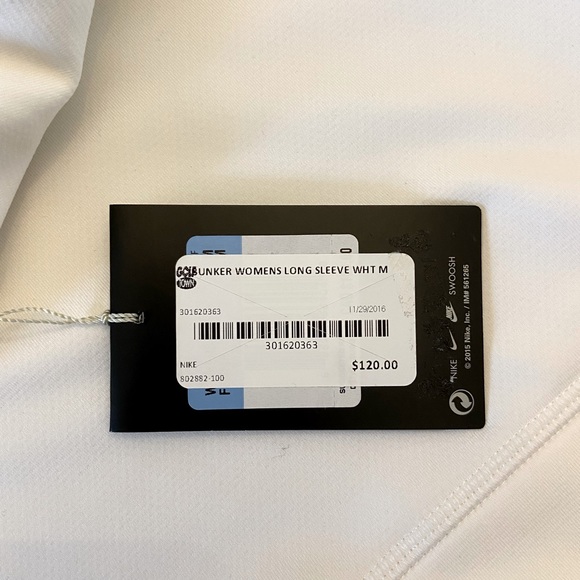 GOLF TOWN
BUNKER WOMENS LONG SLEEVE WHT M
301620363 11/29/2016
301620363
NIKE $120.00
802882-100
NIKE SWOOSH
© 2015 Nike, Inc. / IM# 561265